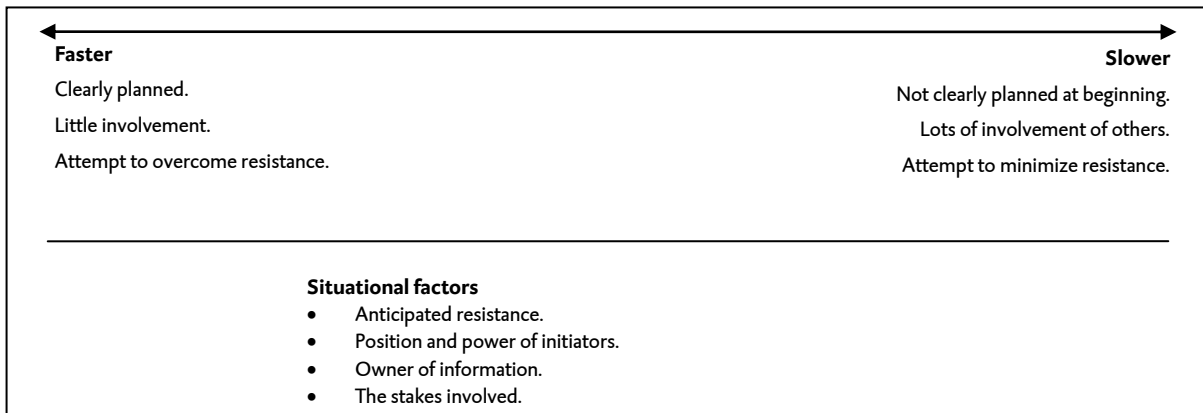 Faster
Slower
Clearly planned.
Not clearly planned at beginning.
Little involvement.
Lots of involvement of others.
Attempt to overcome resistance.
Attempt to minimize resistance.
Situational factors
• Anticipated resistance.
• Position and power of initiators.
• Owner of information.
• The stakes involved.